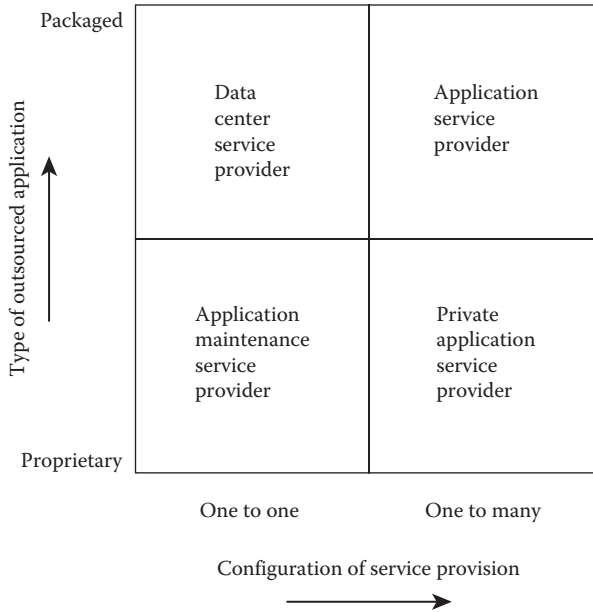 Packaged
Data
center
service
provider
Application
service
provider
Type of outsourced application
Application
maintenance
service
provider
Private
application
service
provider
Proprietary
One to one
One to many
Configuration of service provision